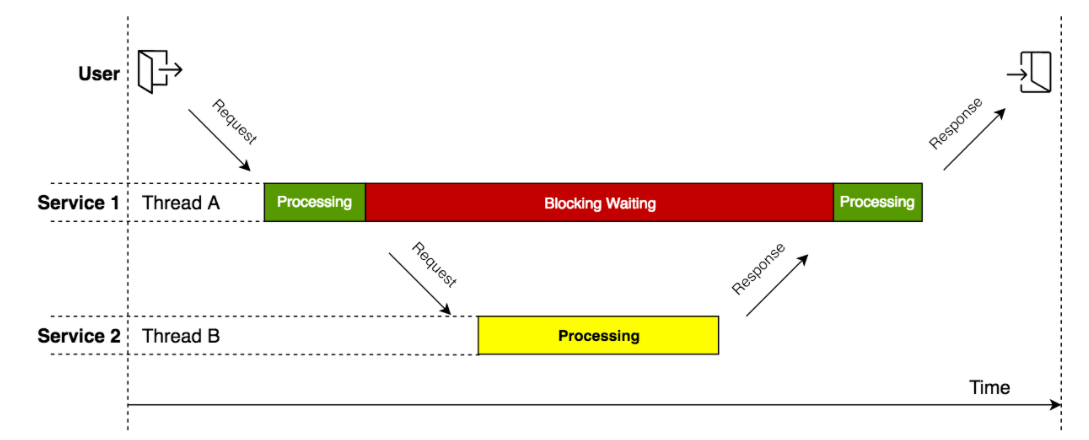 User
Request
Response
Service 1 Thread A Processing Blocking Waiting Processing
Request
Response
Service 2 Thread B Processing
Time